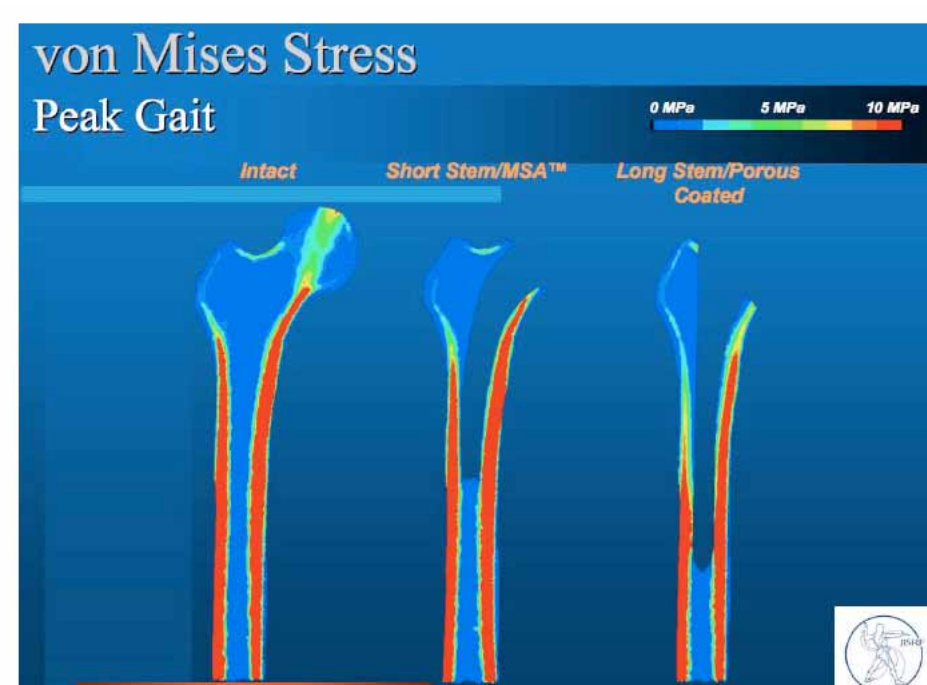 von Mises Stress
Peak Gait
0 MPa 5 MPa 10 MPa
Intact Short Stem/MSA™ Long Stem/Porous
Coated
JISRF